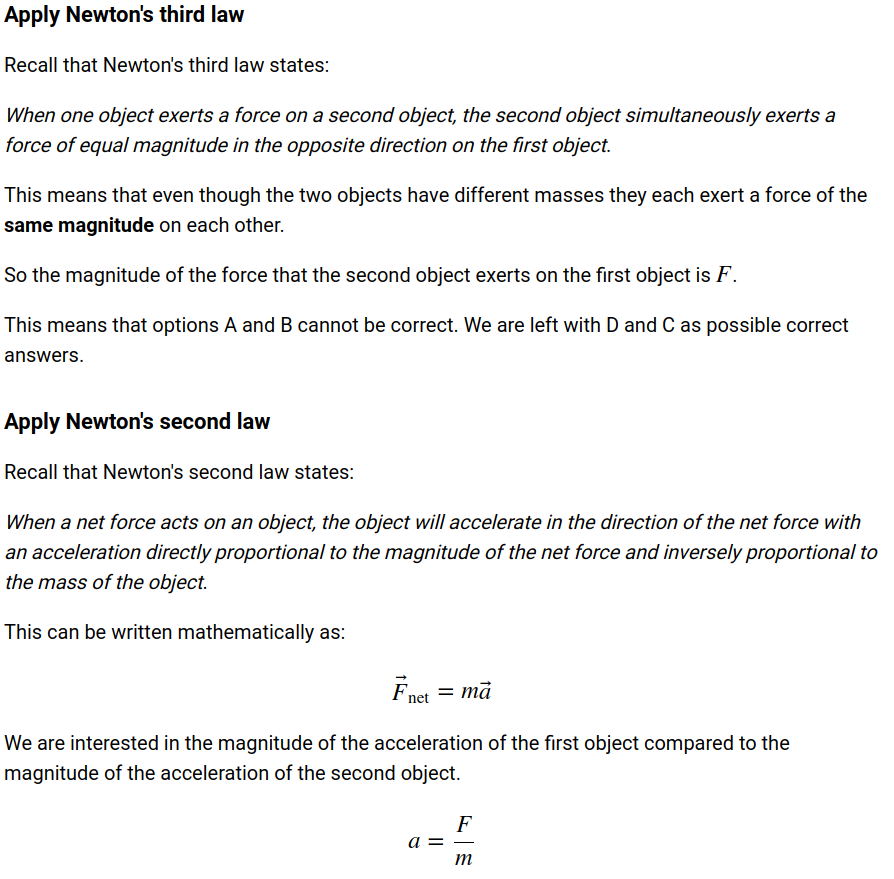 Apply Newton's third law
Recall that Newton's third law states:
When one object exerts a force on a second object, the second object simultaneously exerts a
force of equal magnitude in the opposite direction on the first object.
This means that even though the two objects have different masses they each exert a force of the
same magnitude on each other.
So the magnitude of the force that the second object exerts on the first object is F.
This means that options A and B cannot be correct. We are left with D and C as possible correct
answers.
Apply Newton's second law
Recall that Newton's second law states:
When a net force acts on an object, the object will accelerate in the direction of the net force with
an acceleration directly proportional to the magnitude of the net force and inversely proportional to
the mass of the object.
This can be written mathematically as:
F⃗net = ma⃗
We are interested in the magnitude of the acceleration of the first object compared to the
magnitude of the acceleration of the second object.
a = F/m